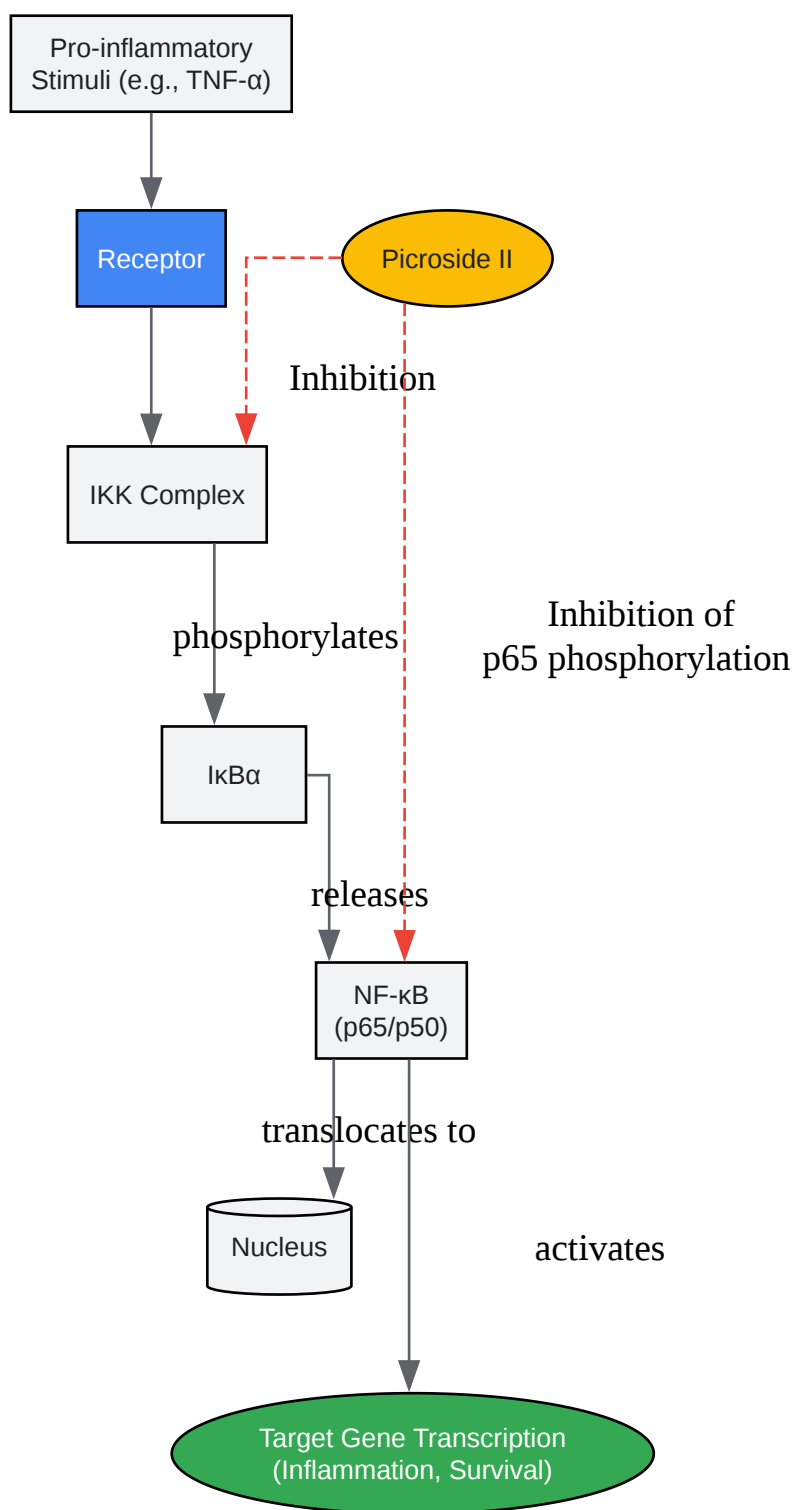 Pro-inflammatory
Stimuli (e.g., TNF-α)
Receptor
Picroside II
Inhibition
IKK Complex
phosphorylates
Inhibition of
p65 phosphorylation
IκBα
releases
NF-κB
(p65/p50)
translocates to
Nucleus
activates
Target Gene Transcription
(Inflammation, Survival)